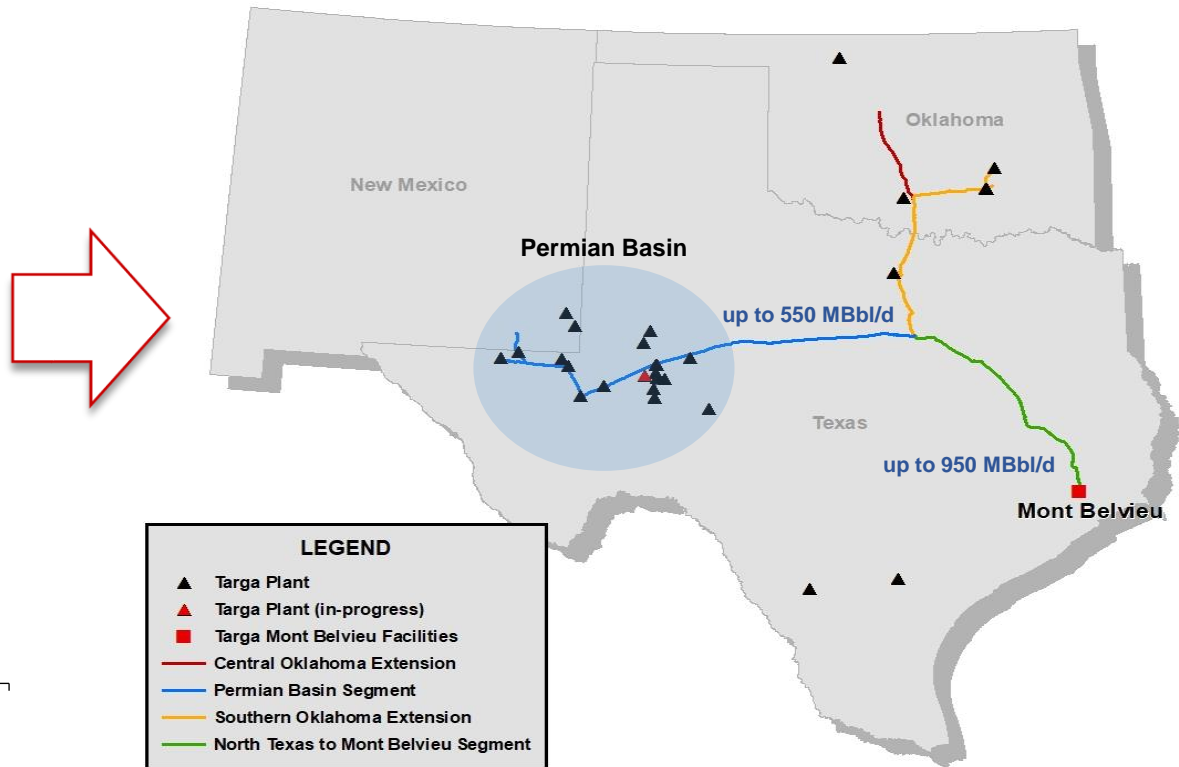 Oklahoma
New Mexico
Permian Basin
up to 550 MBbl/d
Texas
up to 950 MBbl/d
Mont Belvieu
LEGEND
Targa Plant
Targa Plant (in-progress)
Targa Mont Belvieu Facilities
Central Oklahoma Extension
Permian Basin Segment
Southern Oklahoma Extension
North Texas to Mont Belvieu Segment